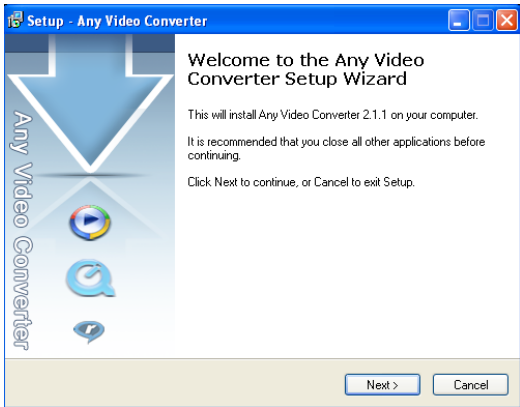 Setup - Any Video Converter
Any Video Converter
Welcome to the Any Video
Converter Setup Wizard
This will install Any Video Converter 2.1.1 on your computer.
It is recommended that you close all other applications before
continuing.
Click Next to continue, or Cancel to exit Setup.
Next >
Cancel